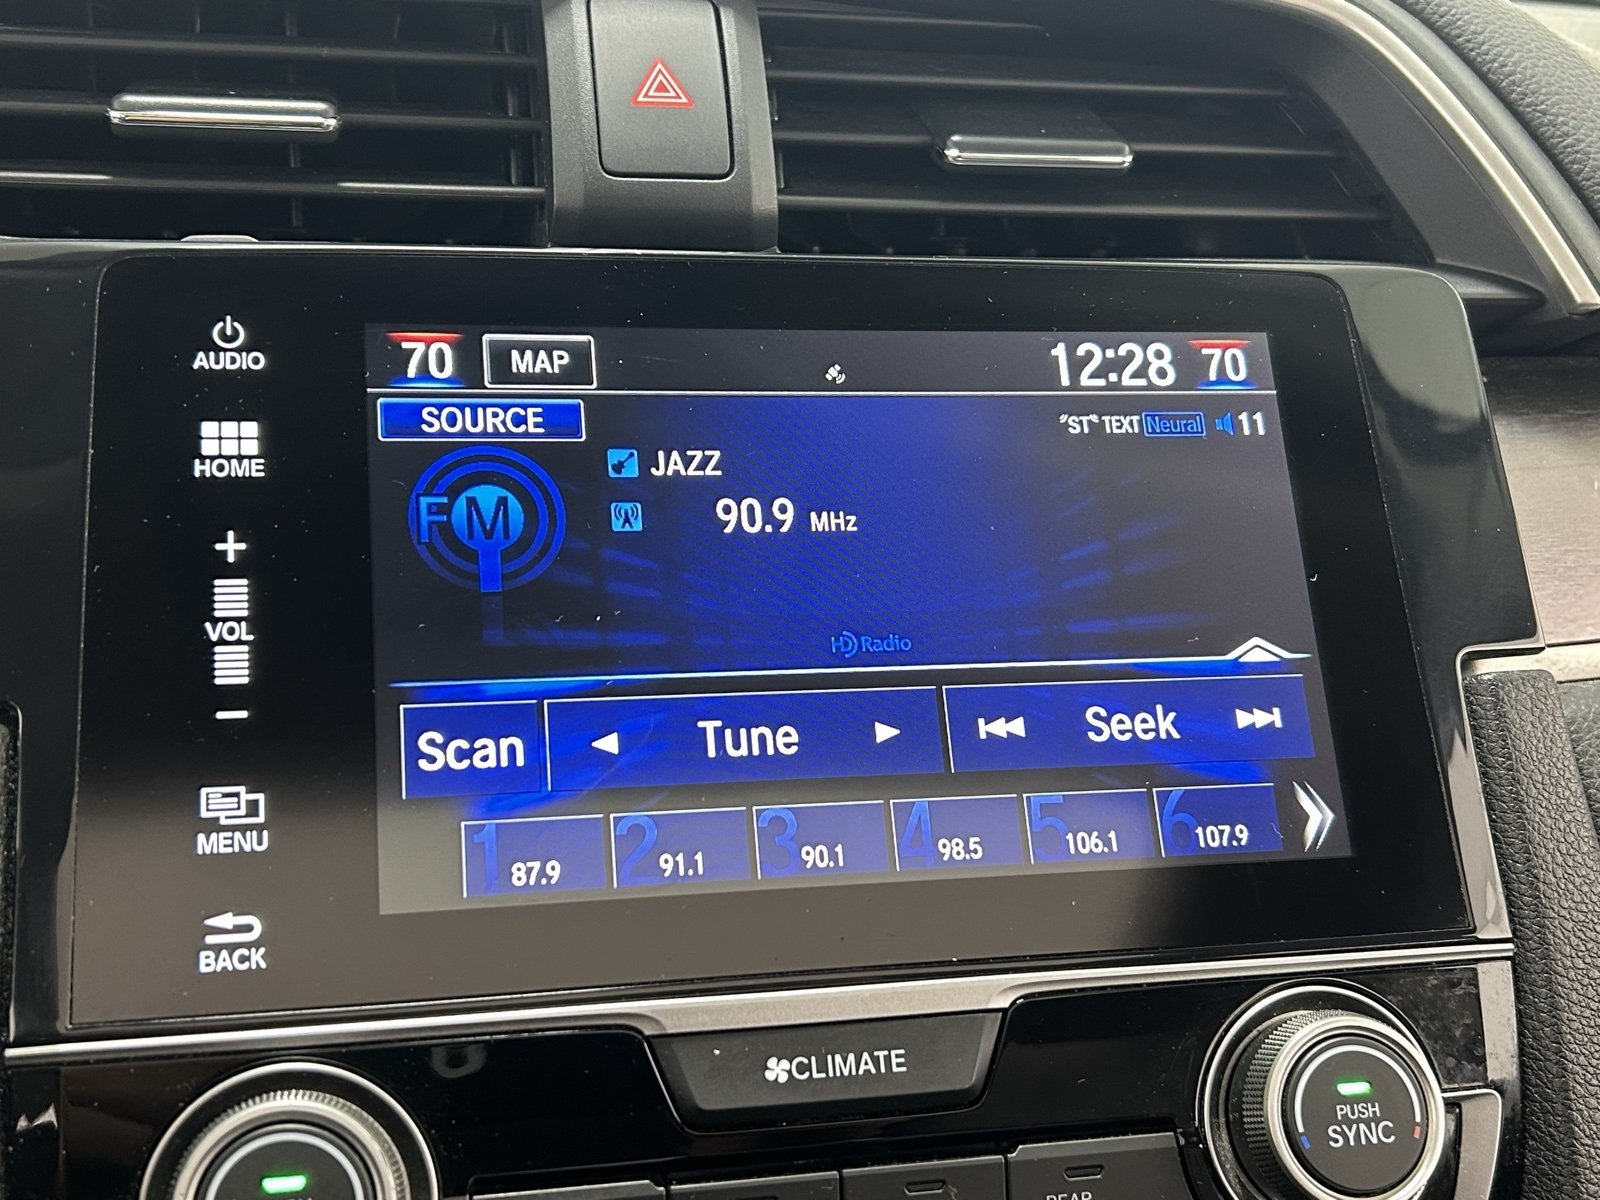 AUDIO
HOME
VOL
MENU
BACK
70 MAP 12:28 70
SOURCE "ST" TEXT Neural 11
FM
JAZZ
90.9 MHz
HD Radio
Scan Tune Seek
1 87.9 2 91.1 3 90.1 4 98.5 5 106.1 6 107.9
CLIMATE
PUSH
SYNC
REAR